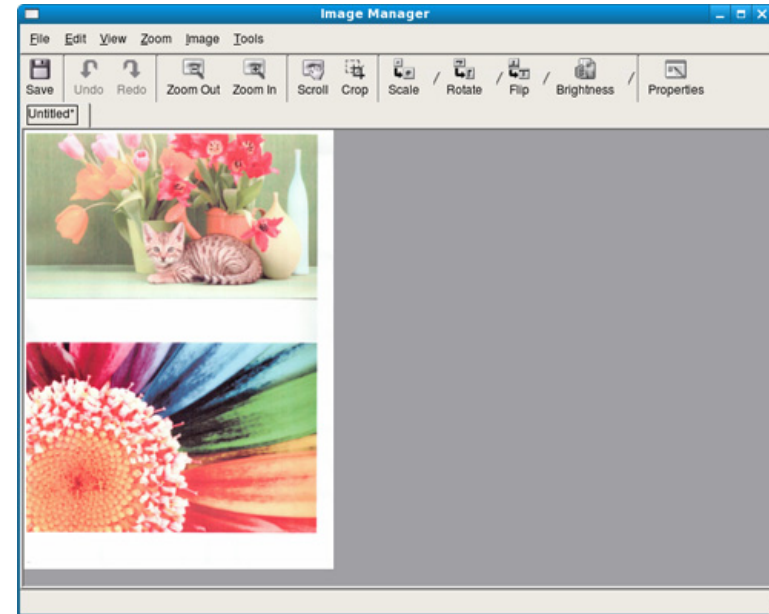 Image Manager
File Edit View Zoom Image Tools
Save Undo Redo Zoom Out Zoom In Scroll Crop Scale / Rotate / Flip / Brightness / Properties
Untitled*